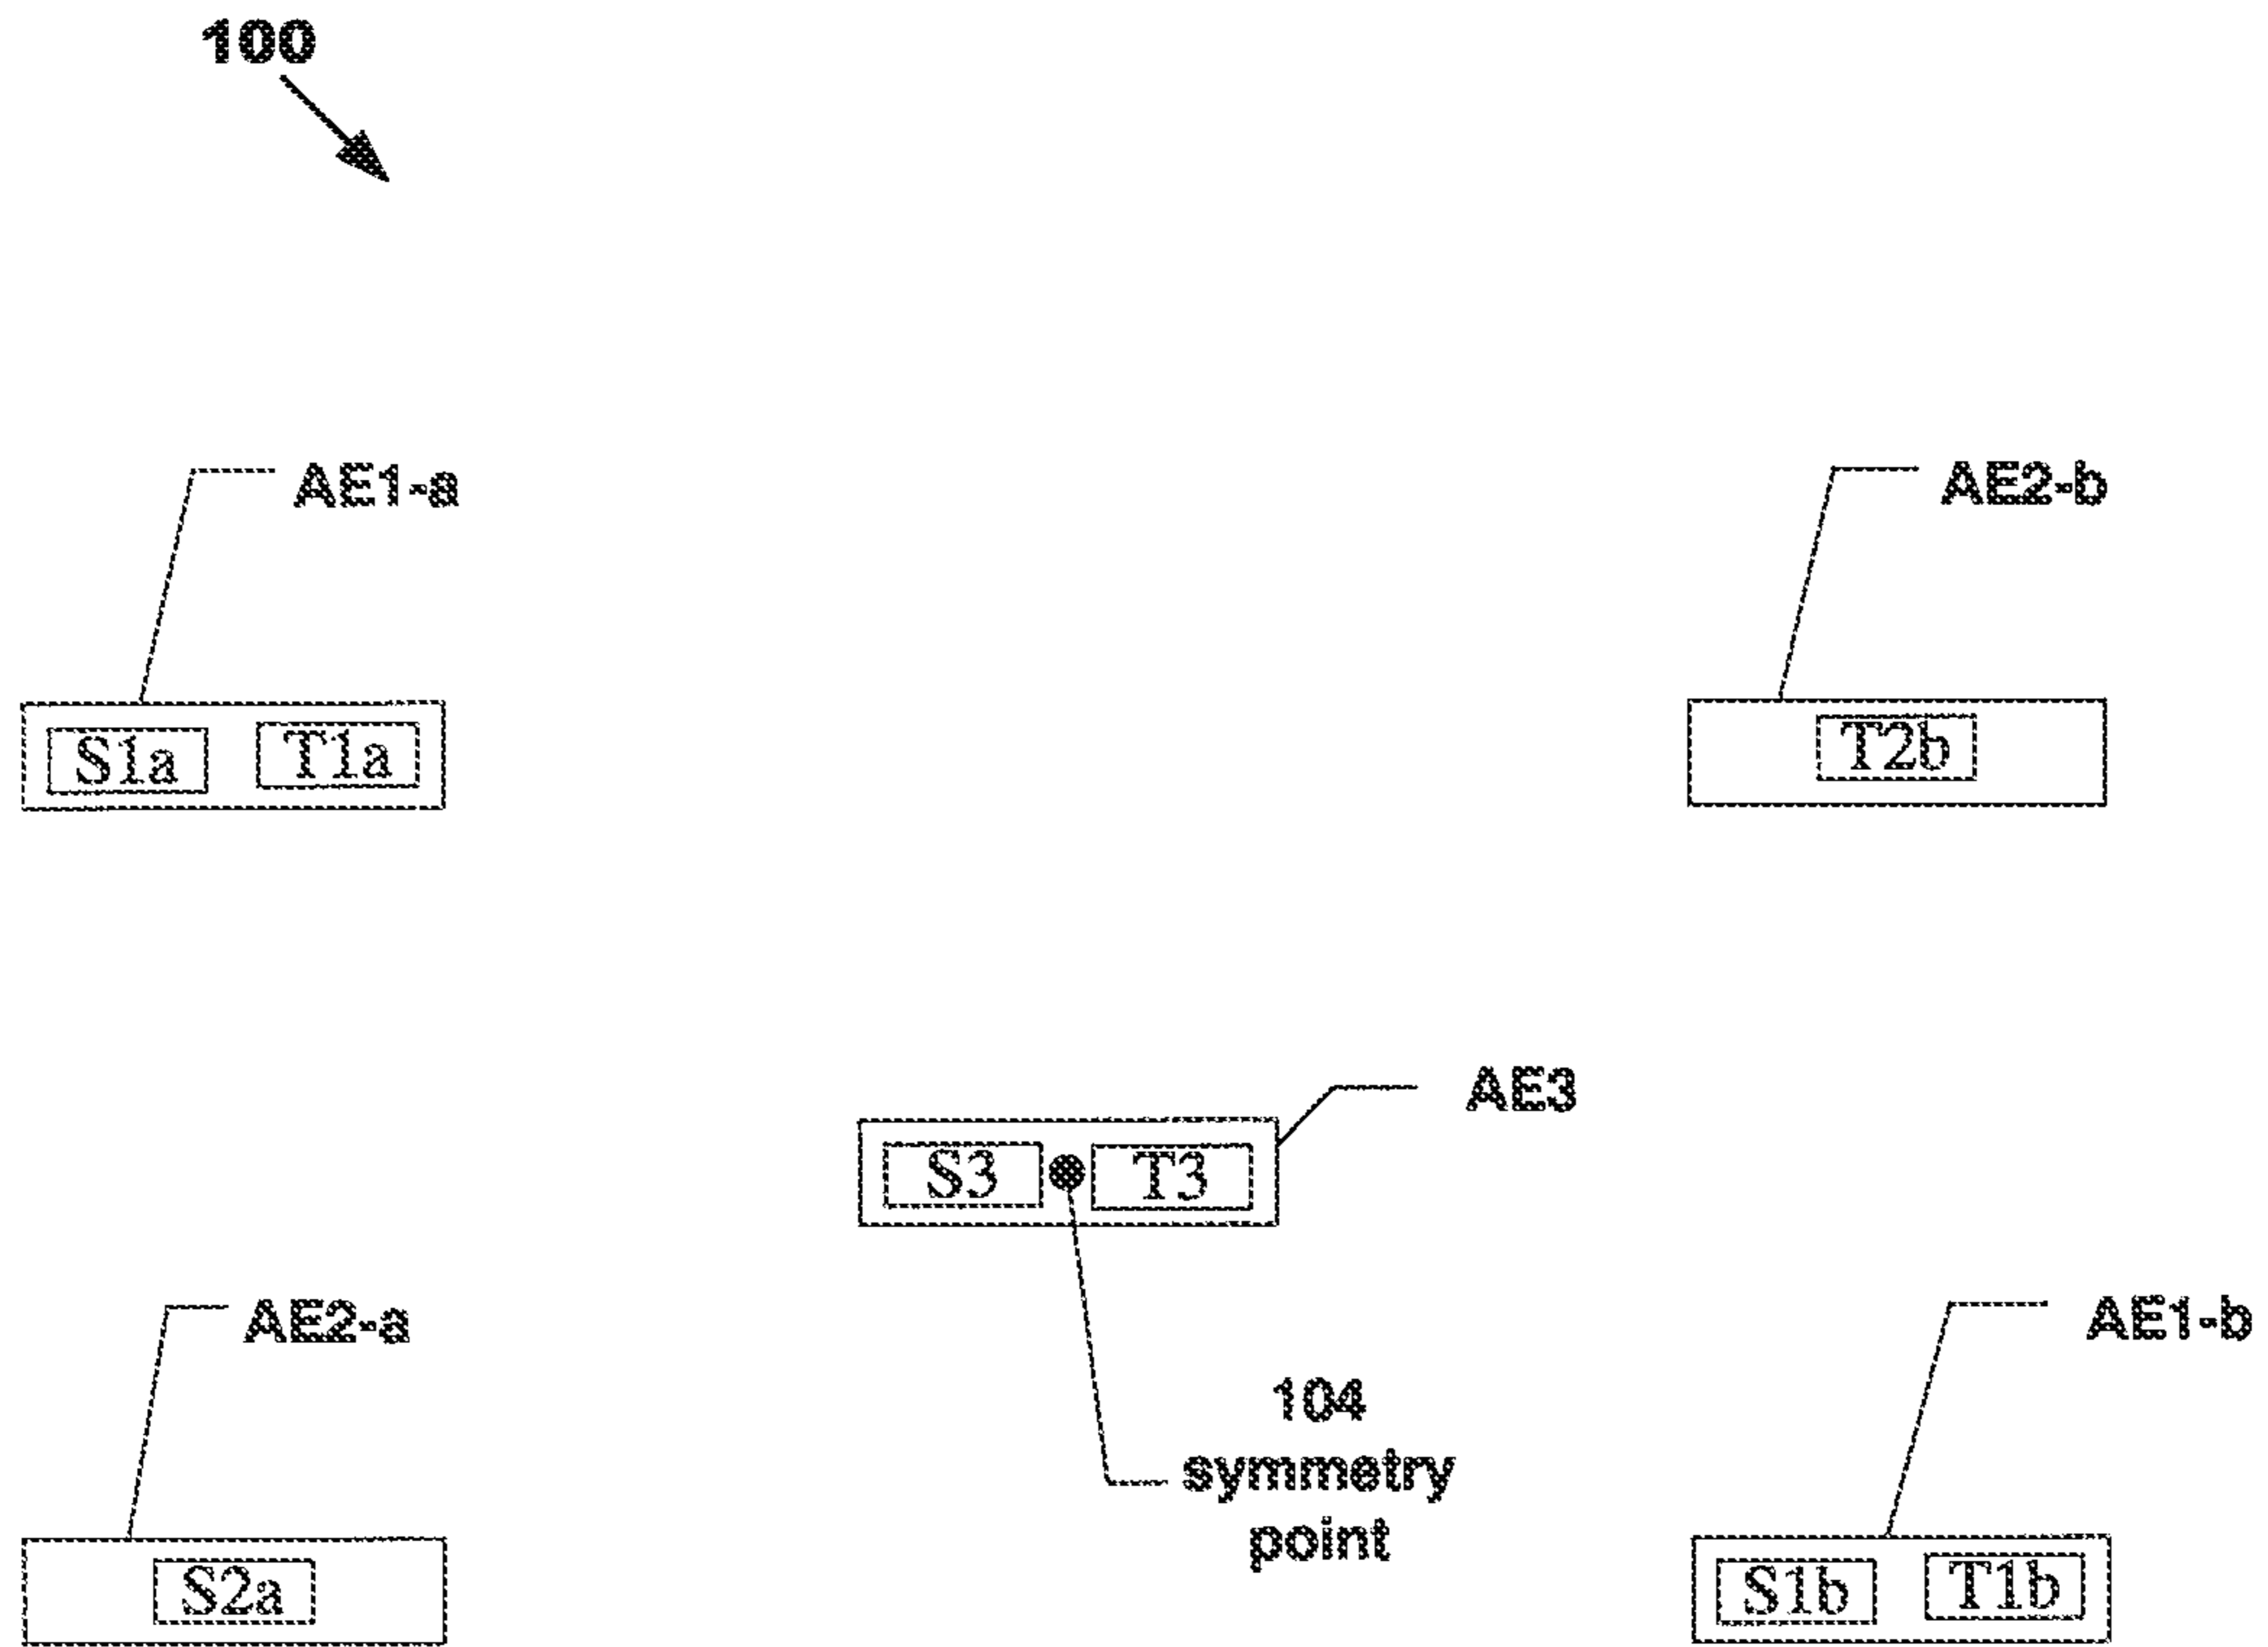 100
AE1-a
AE2-b
S1a
T1a
T2b
AE3
S3
T3
AE2-a
AE1-b
104
symmetry
point
S2a
S1b
T1b